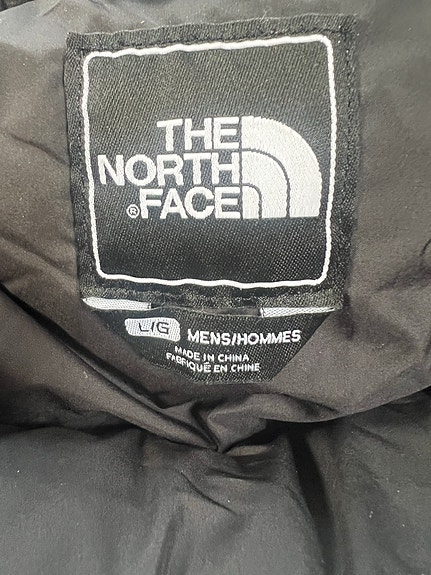 THE
NORTH
®FACE
L/G MENS/HOMMES
MADE IN CHINA
FABRIQUÉ EN CHINE